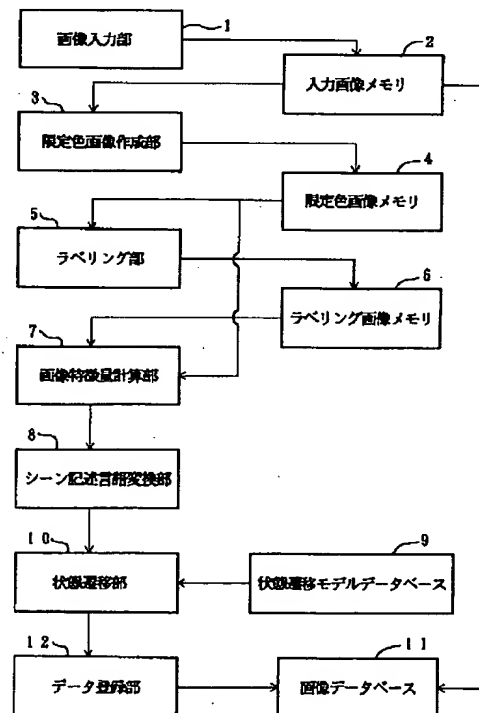 1
画像入力部
2
入力画像メモリ
3
限定色画像作成部
4
限定色画像メモリ
5
ラベリング部
6
ラベリング画像メモリ
7
画像特徴量計算部
8
シーン記述言語変換部
9
状態遷移モデルデータベース
10
状態遷移部
11
画像データベース
12
データ登録部